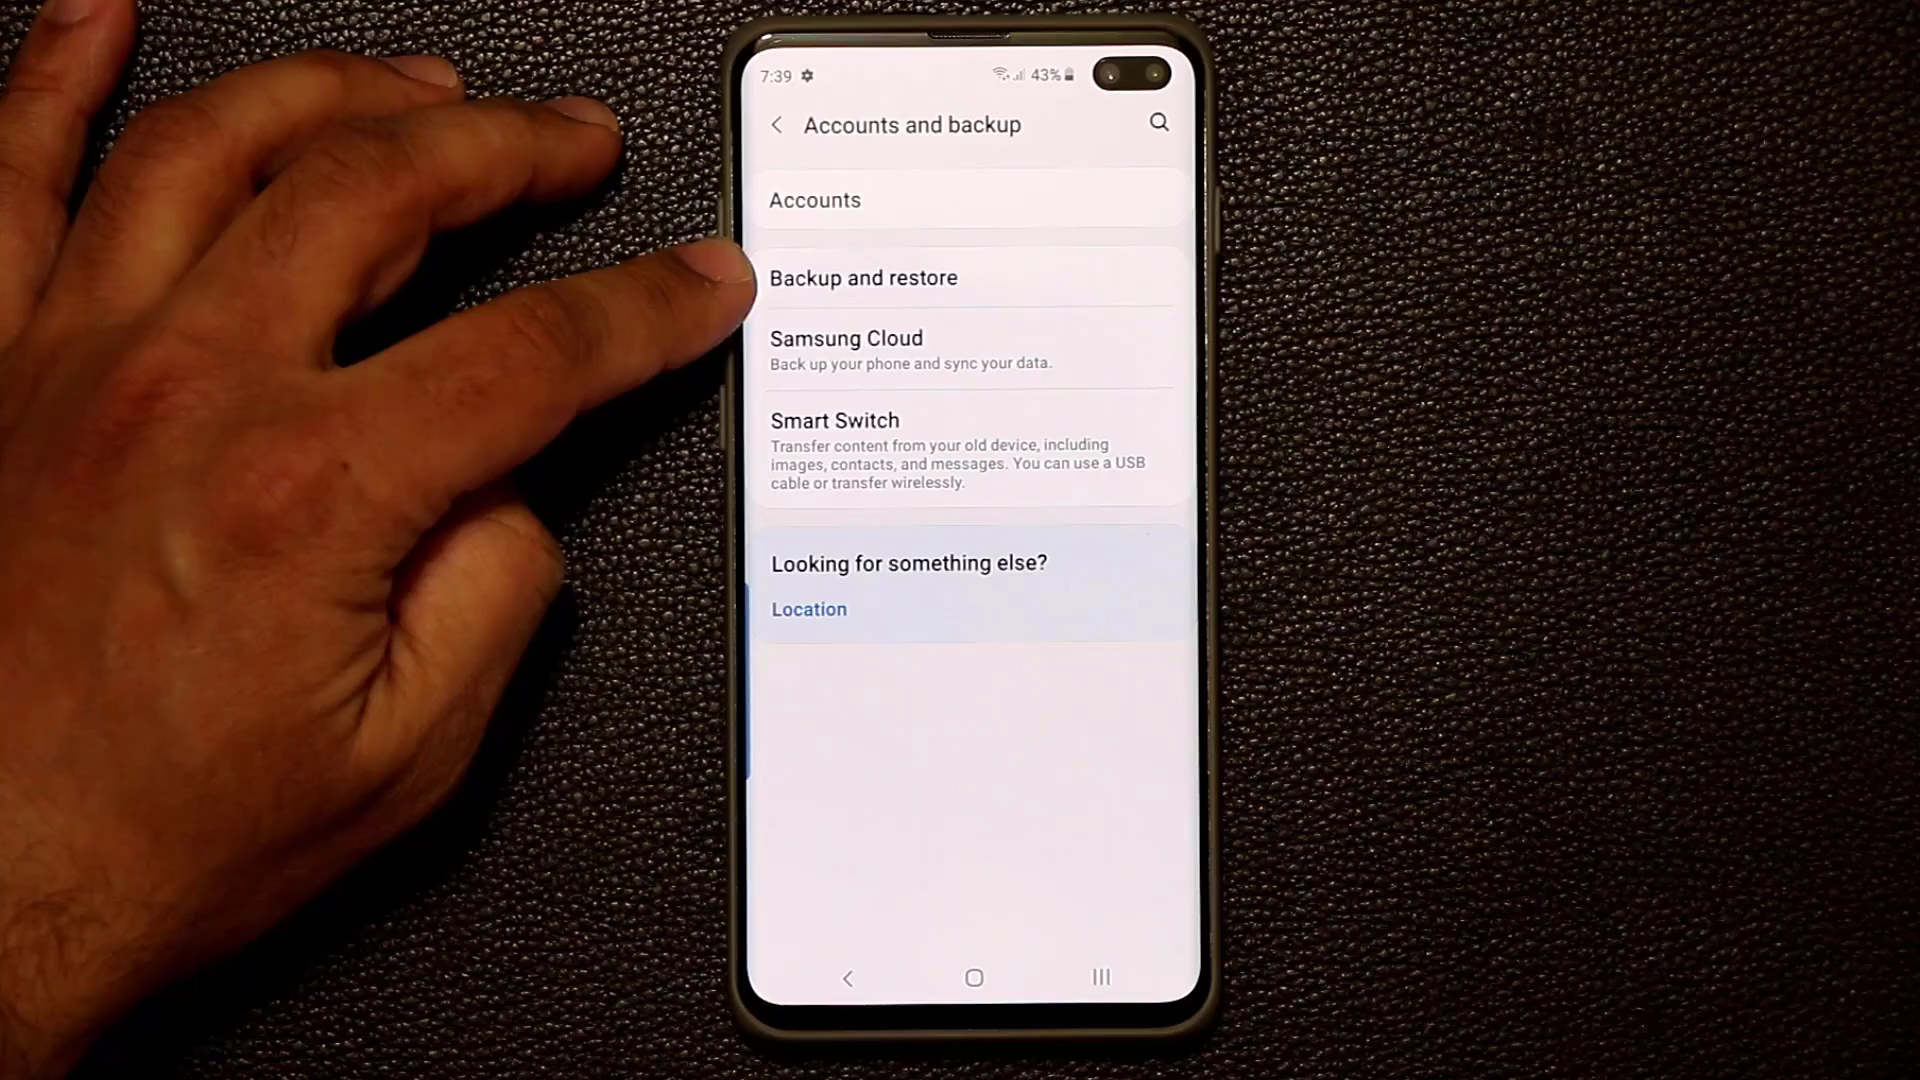 7:39 43%
Accounts and backup
Accounts
Backup and restore
Samsung Cloud
Back up your phone and sync your data.
Smart Switch
Transfer content from your old device, including
images, contacts, and messages. You can use a USB
cable or transfer wirelessly.
Looking for something else?
Location